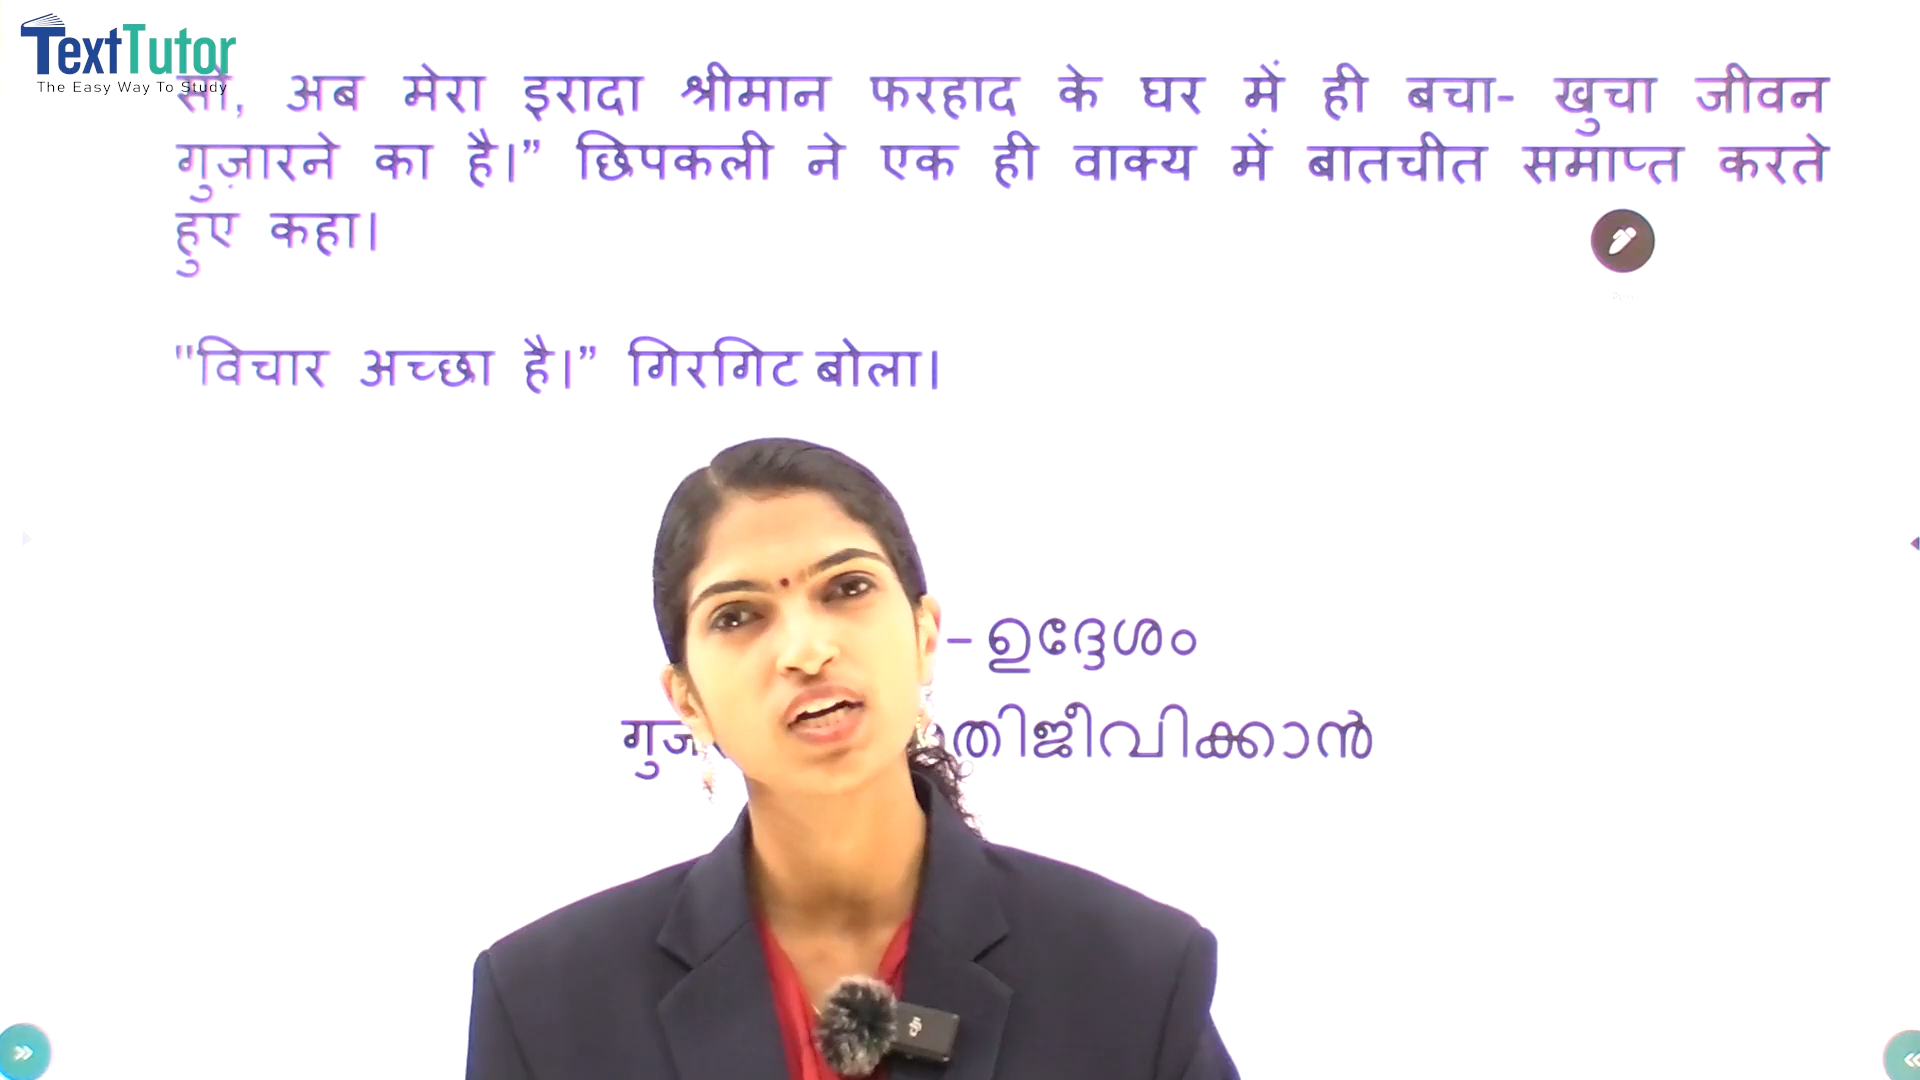 TextTutor
The Easy Way To Study
सो, अब मेरा इरादा श्रीमान फरहाद के घर में ही बचा- खुचा जीवन
गुज़ारने का है।” छिपकली ने एक ही वाक्य में बातचीत समाप्त करते
हुए कहा।
"विचार अच्छा है।” गिरगिट बोला।
– ഉദ്ദേശം
തിജീവിക്കാൻ